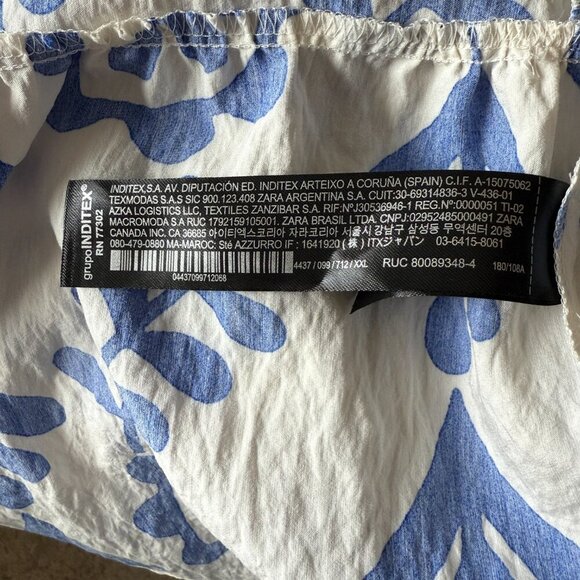 grupoINDITEX®
RN 77302
INDITEX,S.A. AV. DIPUTACIÓN ED. INDITEX ARTEIXO A CORUÑA (SPAIN) C.I.F. A-15075062
TEXMODAS S.A.S SIC 900.123.408 ZARA ARGENTINA S.A. CUIT:30-69314836-3 V-436-01
AZKA LOGISTICS LLC, TEXTILES ZANZIBAR S.A. RIF:NºJ30536946-1 REG.Nº:0000051 TI-02
MACROMODA S.A RUC 1792159105001. ZARA BRASIL LTDA. CNPJ:02952485000491 ZARA
CANADA INC. CA 36685 아이티엑스코리아 자라코리아 서울시 강남구 삼성동 무역센터 20층
080-479-0880 MA-MAROC: Sté AZZURRO IF : 1641920 (株) ITXジャパン 03-6415-8061
4437 / 099 / 712 / XXL RUC 80089348-4 180/108A
04437099712068